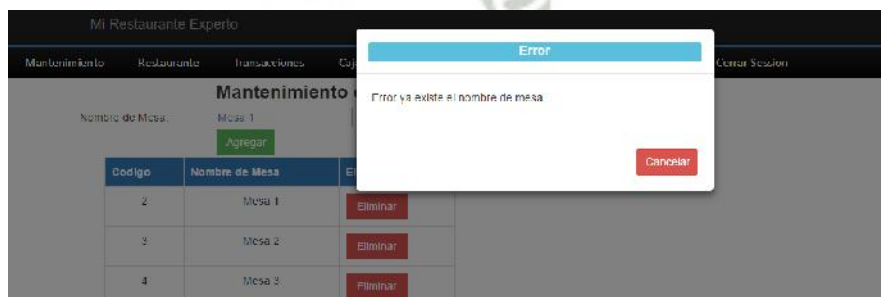 Mi Restaurante Experto
Mantenimiento Restaurante Transacciones Caj Cerrar Session
Error
Error ya existe el nombre de mesa
Cancelar
Mantenimiento
Nombre de Mesa: Mesa 1
Agregar
Codigo Nombre de Mesa El
2 Mesa 1 Eliminar
3 Mesa 2 Eliminar
4 Mesa 3 Eliminar